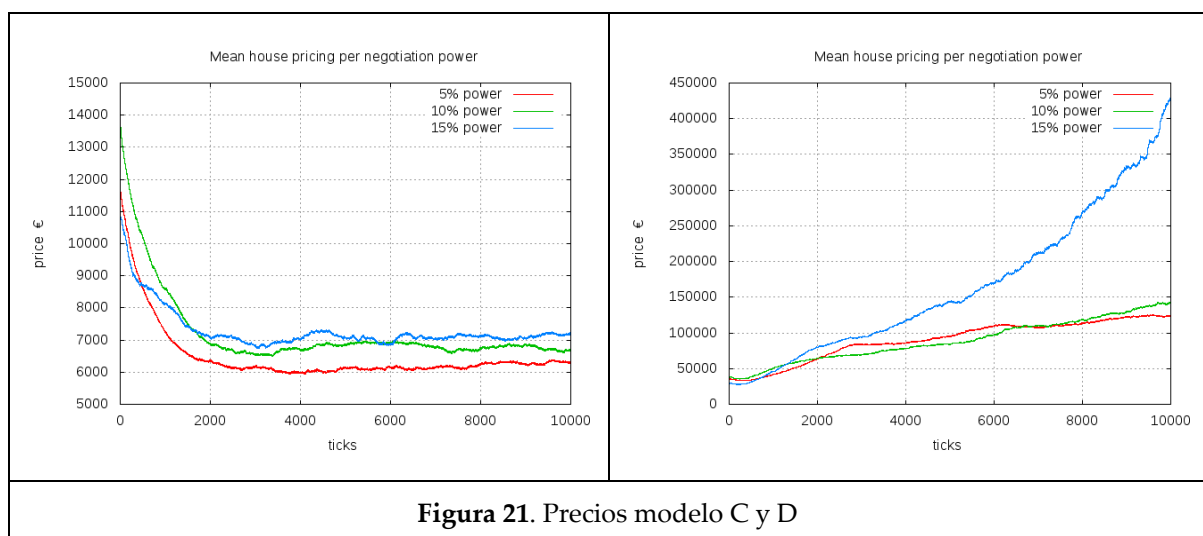 Mean house pricing per negotiation power
15000
14000
13000
12000
11000
10000
9000
8000
7000
6000
5000
price €
5% power
10% power
15% power
0 2000 4000 6000 8000 10000
ticks
Mean house pricing per negotiation power
450000
400000
350000
300000
250000
200000
150000
100000
50000
0
price €
5% power
10% power
15% power
0 2000 4000 6000 8000 10000
ticks
Figura 21. Precios modelo C y D